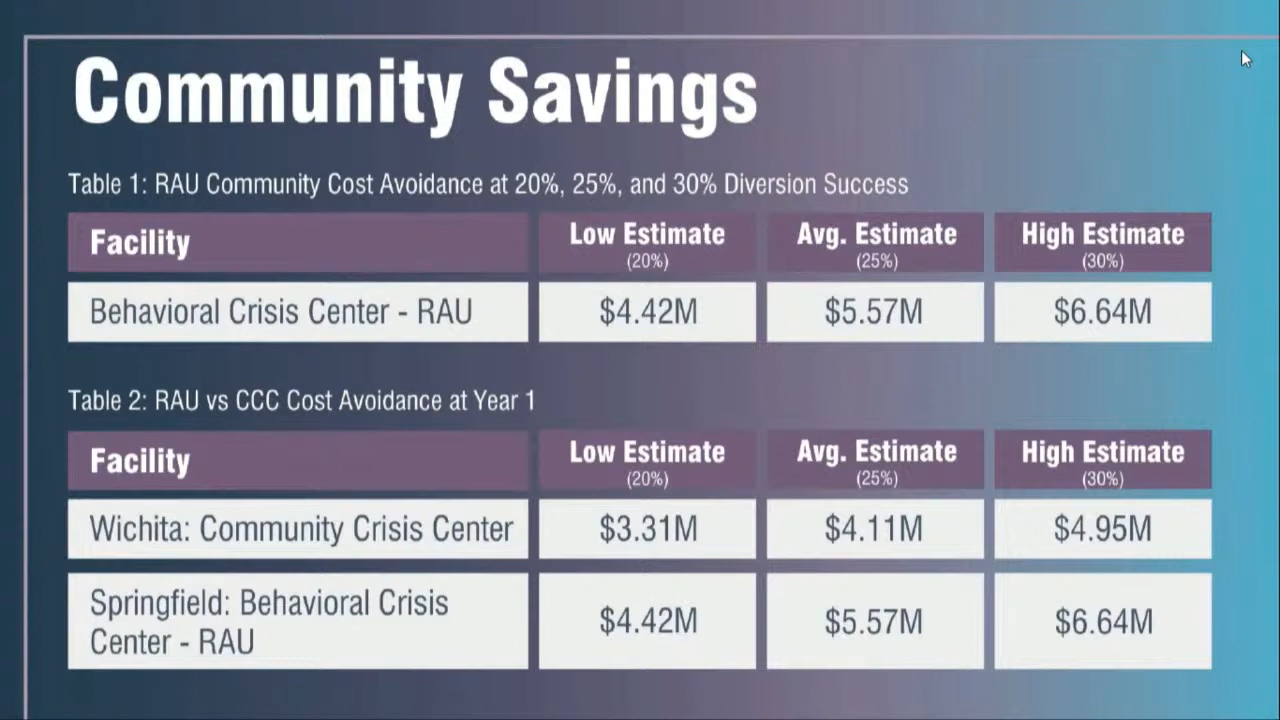 Community Savings
Table 1: RAU Community Cost Avoidance at 20%, 25%, and 30% Diversion Success
Facility Low Estimate Avg. Estimate High Estimate
(20%) (25%) (30%)
Behavioral Crisis Center - RAU $4.42M $5.57M $6.64M
Table 2: RAU vs CCC Cost Avoidance at Year 1
Facility Low Estimate Avg. Estimate High Estimate
(20%) (25%) (30%)
Wichita: Community Crisis Center $3.31M $4.11M $4.95M
Springfield: Behavioral Crisis
Center - RAU $4.42M $5.57M $6.64M